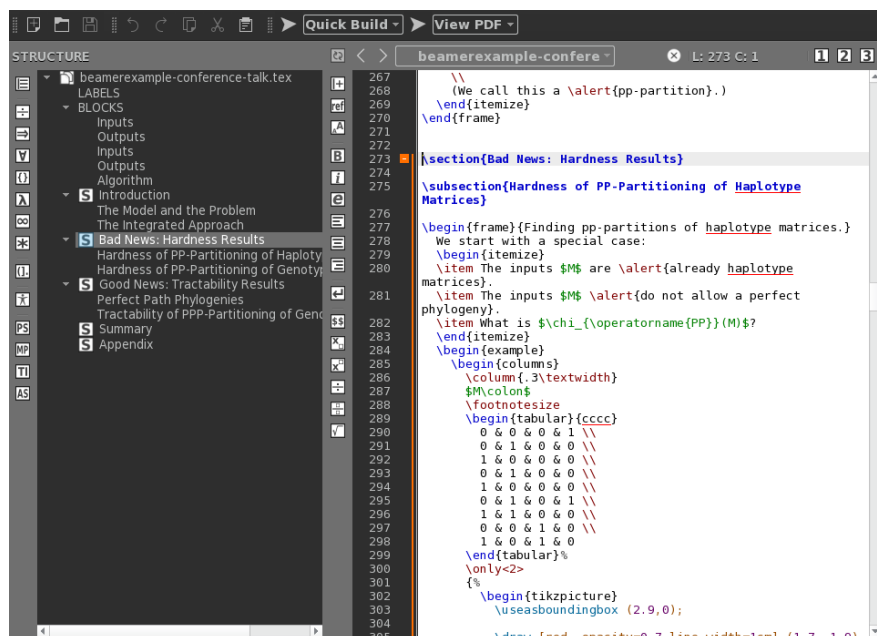 Quick Build
View PDF
STRUCTURE
beamerexample-confere
L: 273 C: 1
1 2 3
beamerexample-conference-talk.tex
LABELS
BLOCKS
Inputs
Outputs
Inputs
Outputs
Algorithm
S Introduction
The Model and the Problem
The Integrated Approach
S Bad News: Hardness Results
Hardness of PP-Partitioning of Haploty
Hardness of PP-Partitioning of Genoty
S Good News: Tractability Results
Perfect Path Phylogenies
Tractability of PPP-Partitioning of Geno
S Summary
S Appendix
PS
MP
TI
AS
ref
B
i
e
$$
267 \\
268 (We call this a \alert{pp-partition}.)
269 \end{itemize}
270 \end{frame}
271
272
273 \section{Bad News: Hardness Results}
274
275 \subsection{Hardness of PP-Partitioning of Haplotype
Matrices}
276
277 \begin{frame}{Finding pp-partitions of haplotype matrices.}
278 We start with a special case:
279 \begin{itemize}
280 \item The inputs $M$ are \alert{already haplotype
matrices}.
281 \item The inputs $M$ \alert{do not allow a perfect
phylogeny}.
282 \item What is $\chi_{\operatorname{PP}}(M)$?
283 \end{itemize}
284 \begin{example}
285 \begin{columns}
286 \column{.3\textwidth}
287 $M\colon$
288 \footnotesize
289 \begin{tabular}{cccc}
290 0 & 0 & 0 & 1 \\
291 0 & 1 & 0 & 0 \\
292 1 & 0 & 0 & 0 \\
293 0 & 1 & 0 & 0 \\
294 1 & 0 & 0 & 0 \\
295 0 & 1 & 0 & 1 \\
296 1 & 1 & 0 & 0 \\
297 0 & 0 & 1 & 0 \\
298 1 & 0 & 1 & 0
299 \end{tabular}%
300 \only<2>
301 {%
302 \begin{tikzpicture}
303 \useasboundingbox (2.9,0);
304